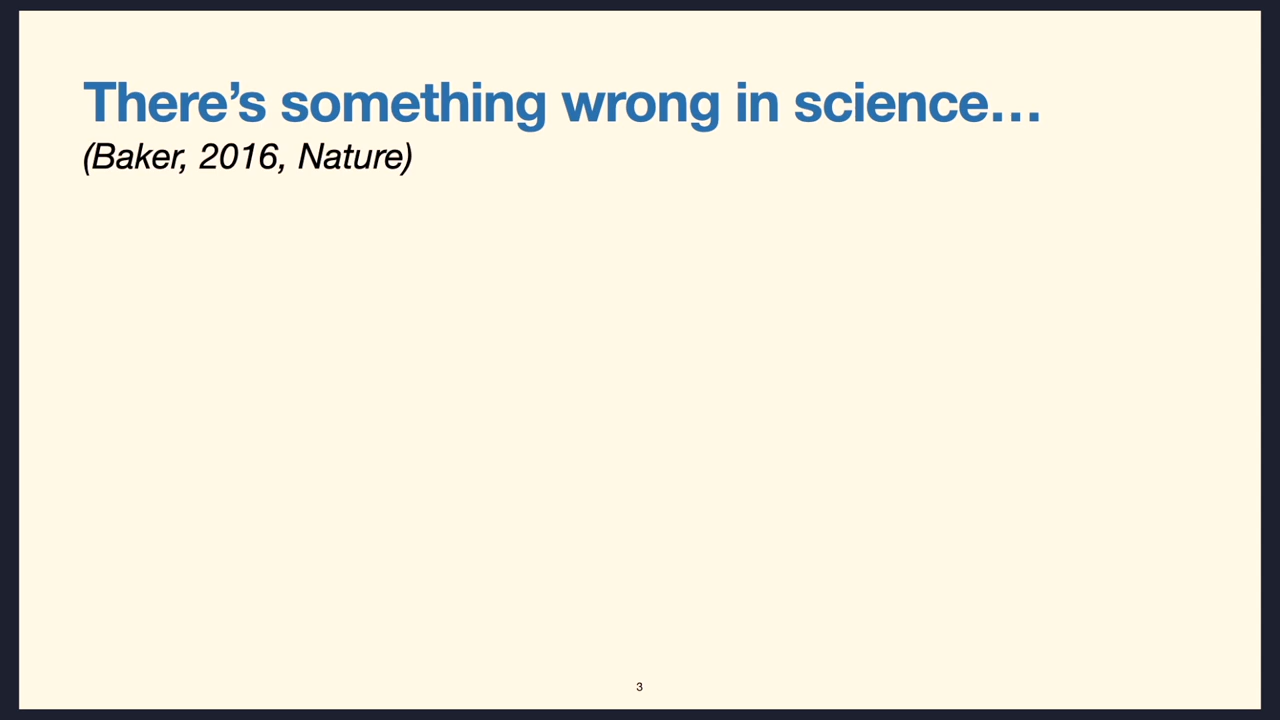 There’s something wrong in science…
(Baker, 2016, Nature)
3